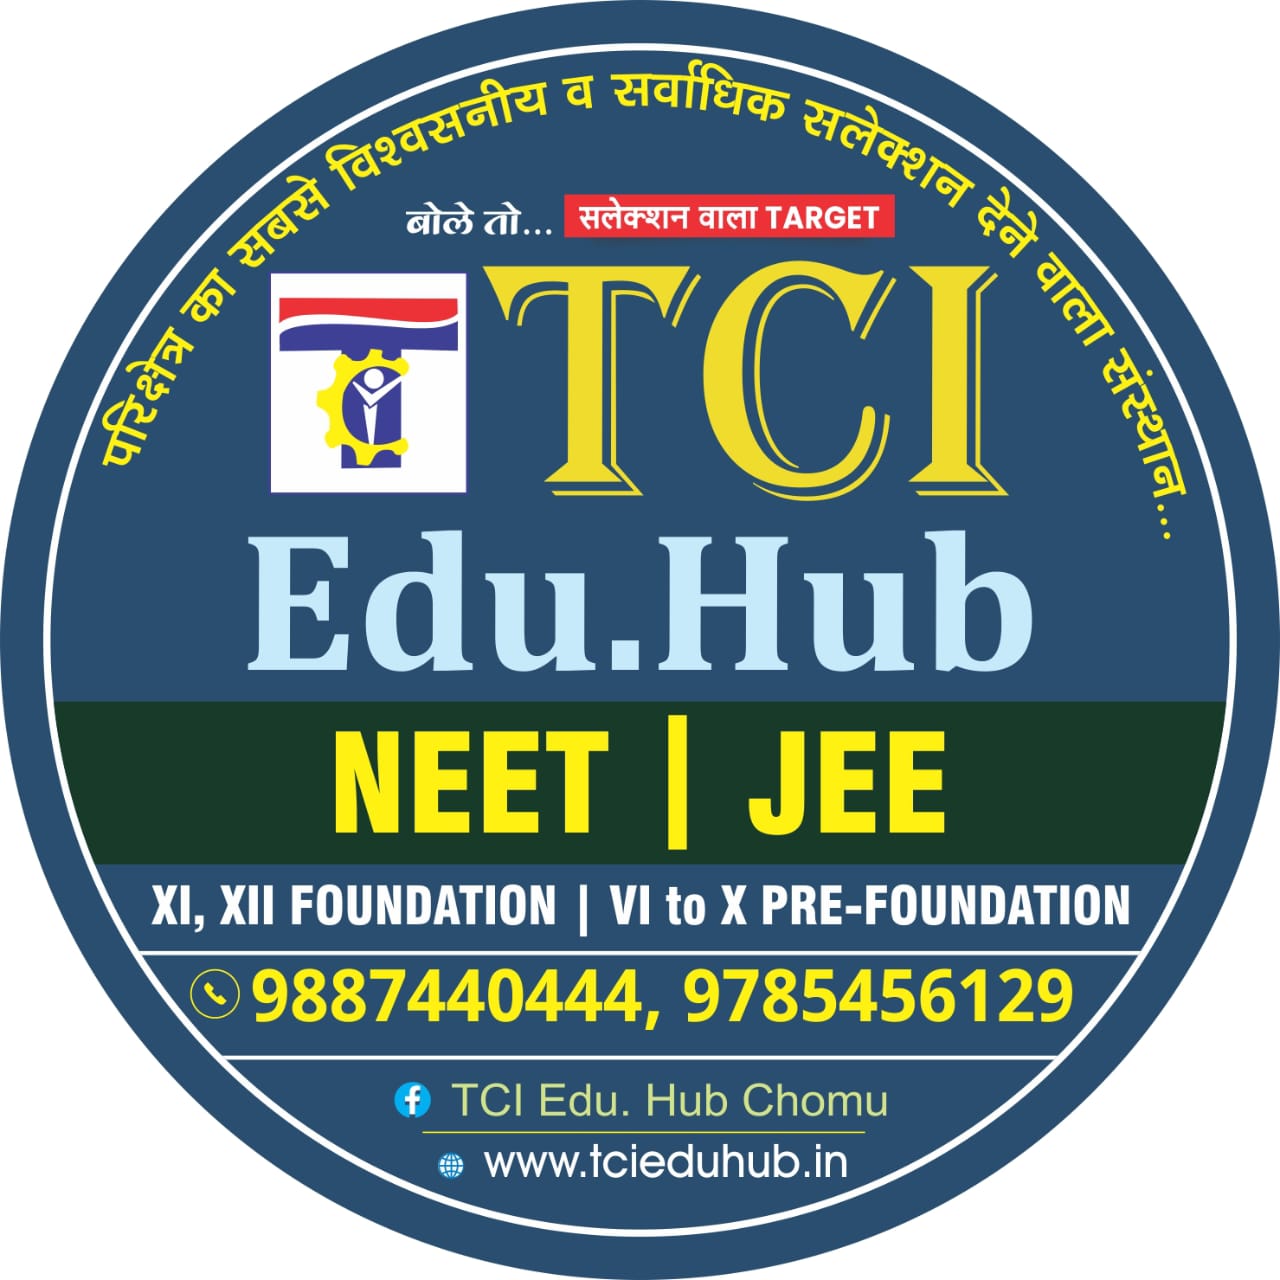 परिक्षेत्र का सबसे विश्वसनीय व सर्वाधिक सलेक्शन देने वाला संस्थान...
बोले तो... सलेक्शन वाला TARGET
TCI
Edu.Hub
NEET | JEE
XI, XII FOUNDATION | VI to X PRE-FOUNDATION
9887440444, 9785456129
TCI Edu. Hub Chomu
www.tcieduhub.in